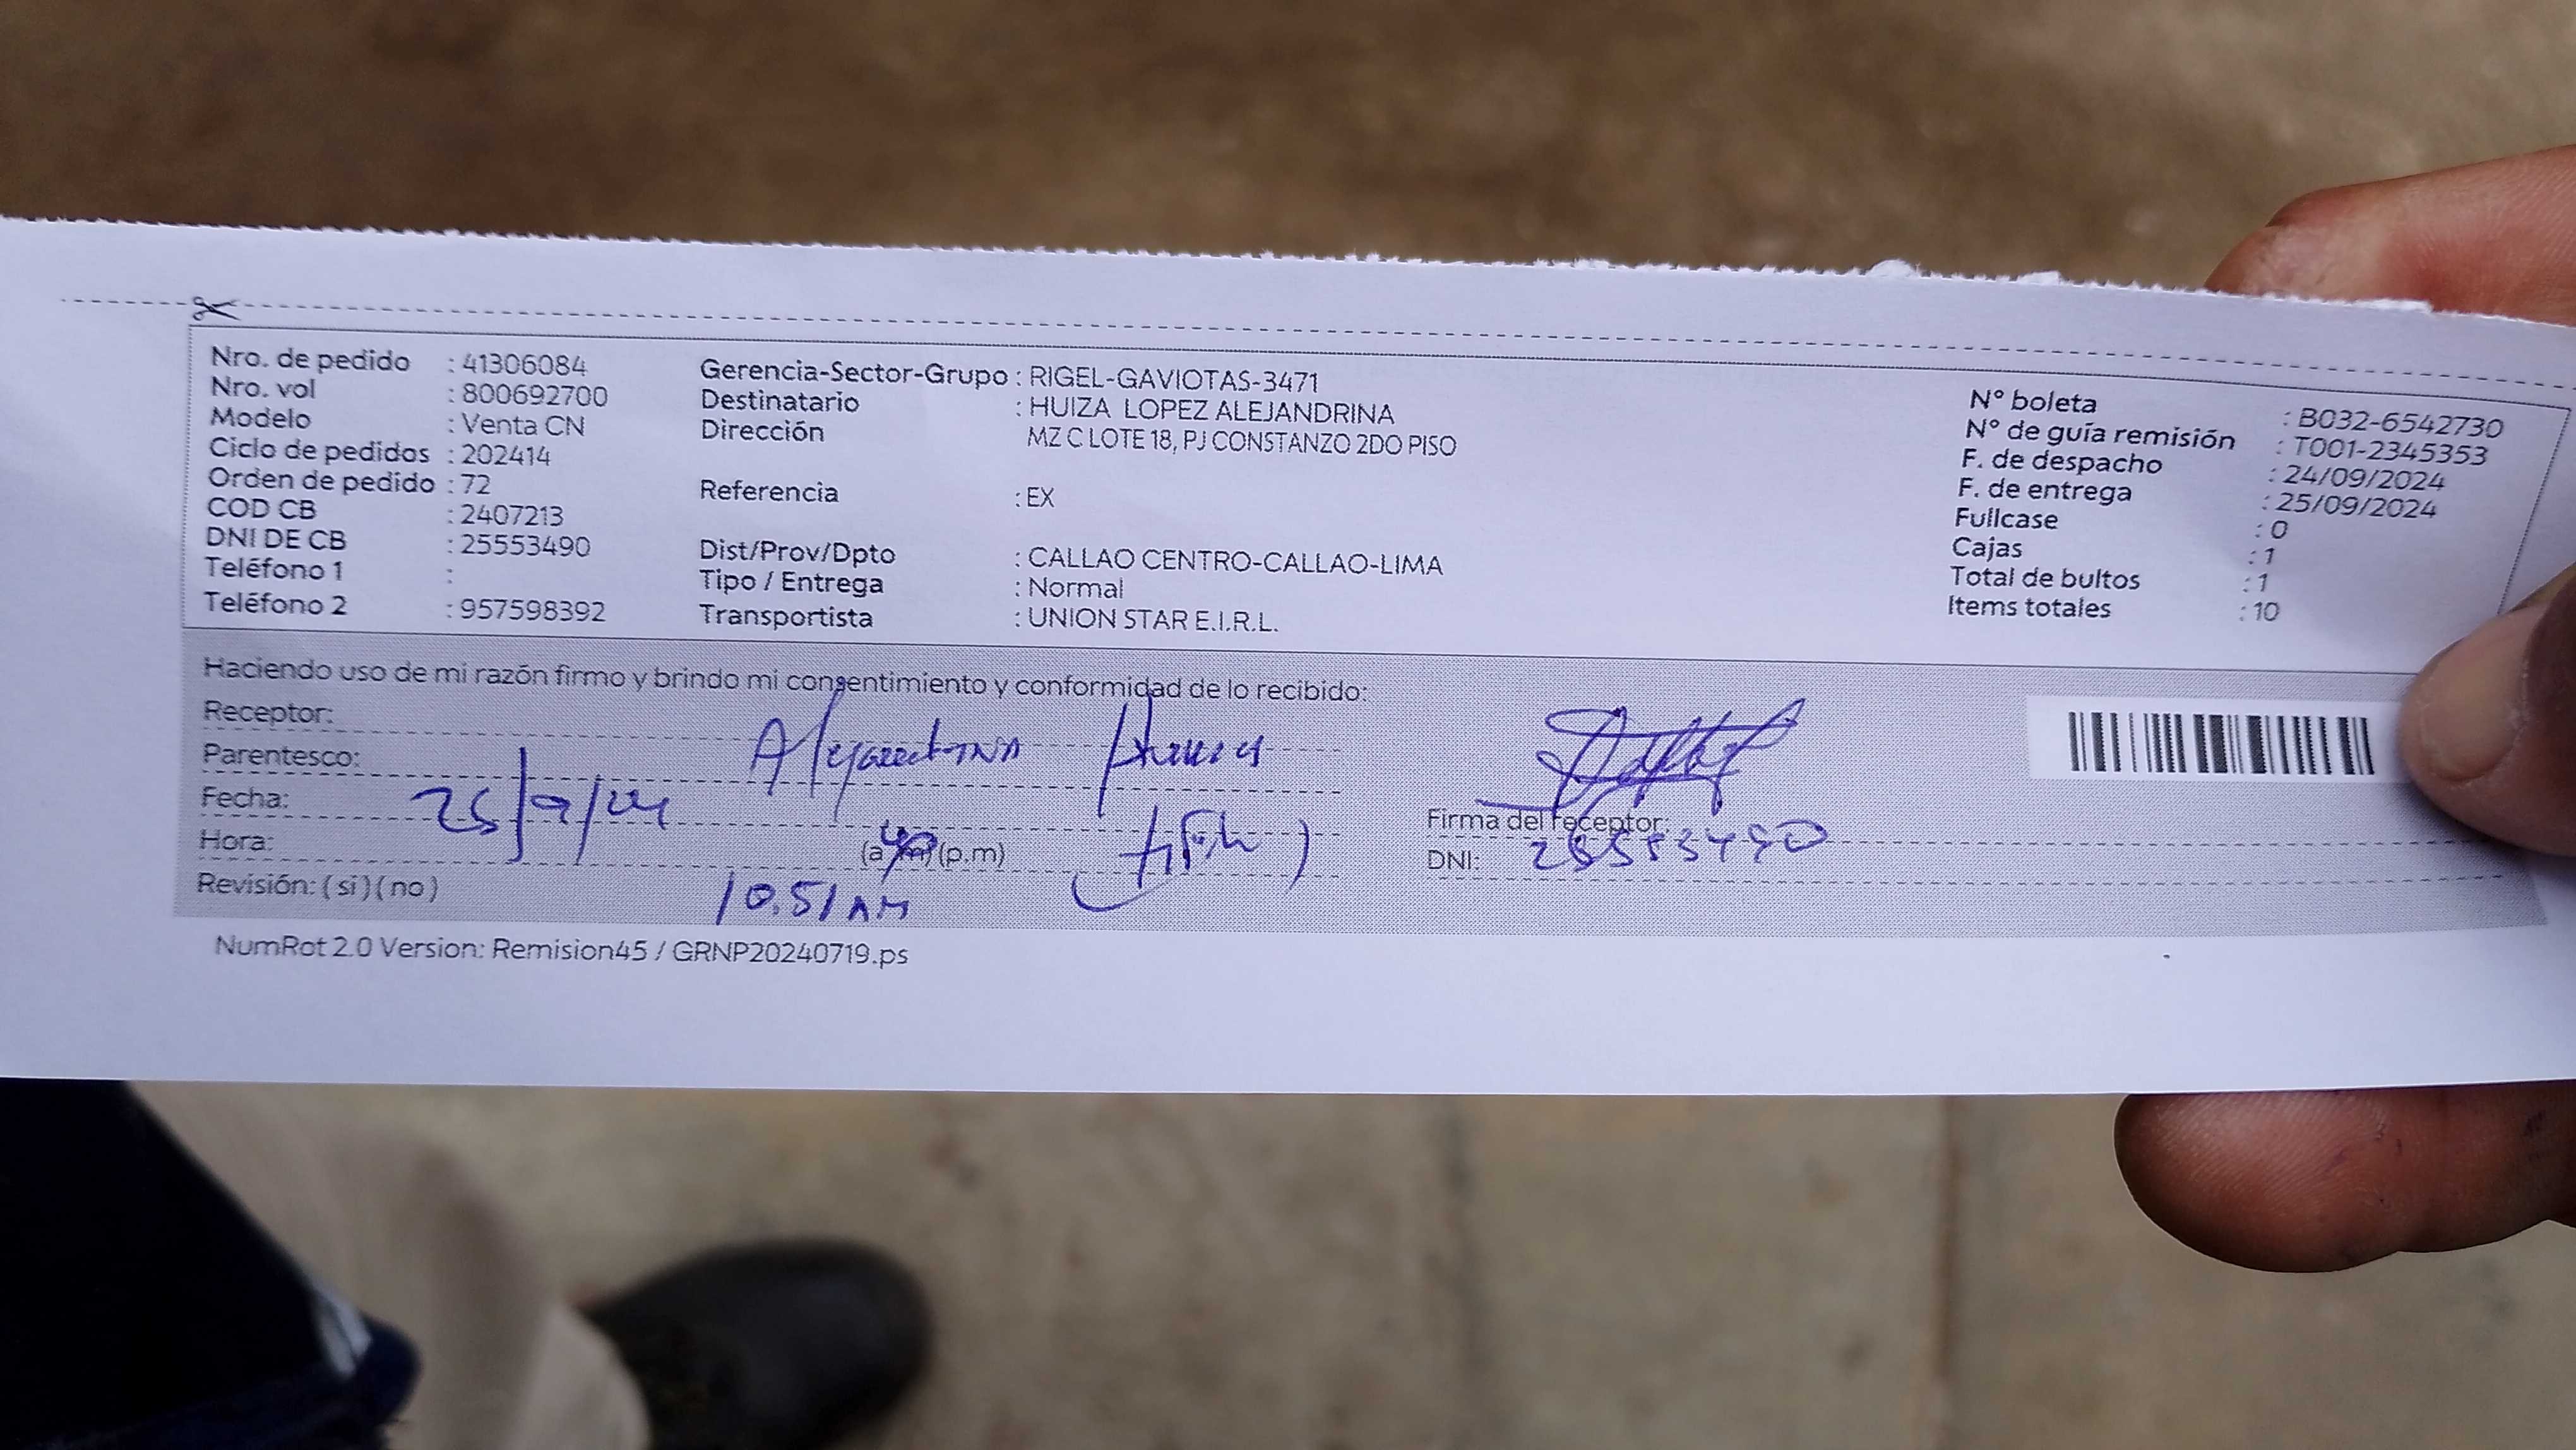 Nro. de pedido : 41306084
Nro. vol : 800692700
Modelo : Venta CN
Ciclo de pedidos : 202414
Orden de pedido : 72
COD CB : 2407213
DNI DE CB : 25553490
Teléfono 1 :
Teléfono 2 : 957598392
Gerencia-Sector-Grupo : RIGEL-GAVIOTAS-3471
Destinatario : HUIZA LOPEZ ALEJANDRINA
Dirección MZ C LOTE 18, PJ CONSTANZO 2DO PISO
Referencia : EX
Dist/Prov/Dpto : CALLAO CENTRO-CALLAO-LIMA
Tipo / Entrega : Normal
Transportista : UNION STAR E.I.R.L.
N° boleta : B032-6542730
N° de guía remisión : T001-2345353
F. de despacho : 24/09/2024
F. de entrega : 25/09/2024
Fullcase : 0
Cajas : 1
Total de bultos : 1
Items totales : 10
Haciendo uso de mi razón firmo y brindo mi consentimiento y conformidad de lo recibido:
Receptor:
Parentesco: Alejandrina
Fecha: 25/9/24
Hora: (a.m) (p.m)
Revisión: (si) (no) 10.51 AM
Firma del receptor:
DNI: 25553490
NumRot 2.0 Version: Remision45 / GRNP20240719.ps